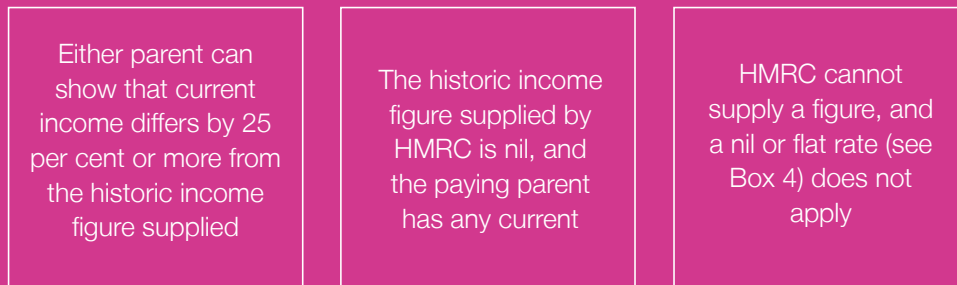 Either parent can
show that current
income differs by 25
per cent or more from
the historic income
figure supplied
The historic income
figure supplied by
HMRC is nil, and
the paying parent
has any current
HMRC cannot
supply a figure, and
a nil or flat rate (see
Box 4) does not
apply